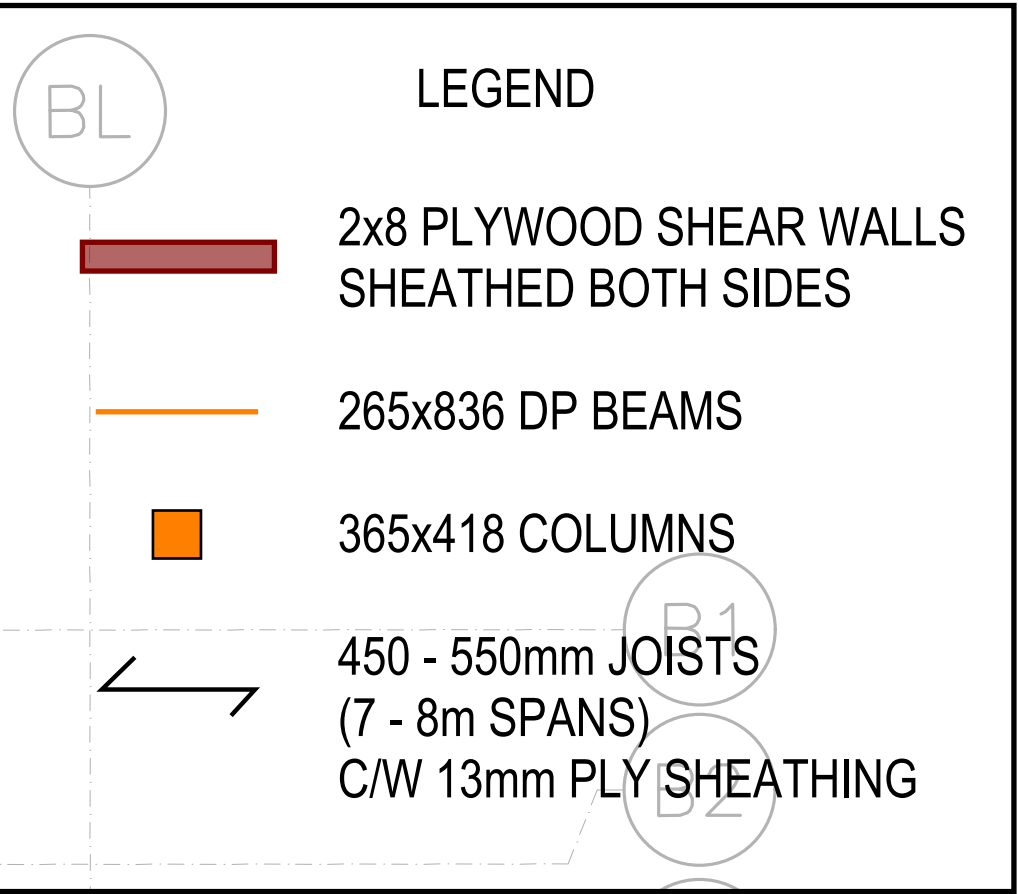 BL
LEGEND
2x8 PLYWOOD SHEAR WALLS
SHEATHED BOTH SIDES
265x836 DP BEAMS
365x418 COLUMNS
B1
450 - 550mm JOISTS
(7 - 8m SPANS)
C/W 13mm PLY SHEATHING
B2